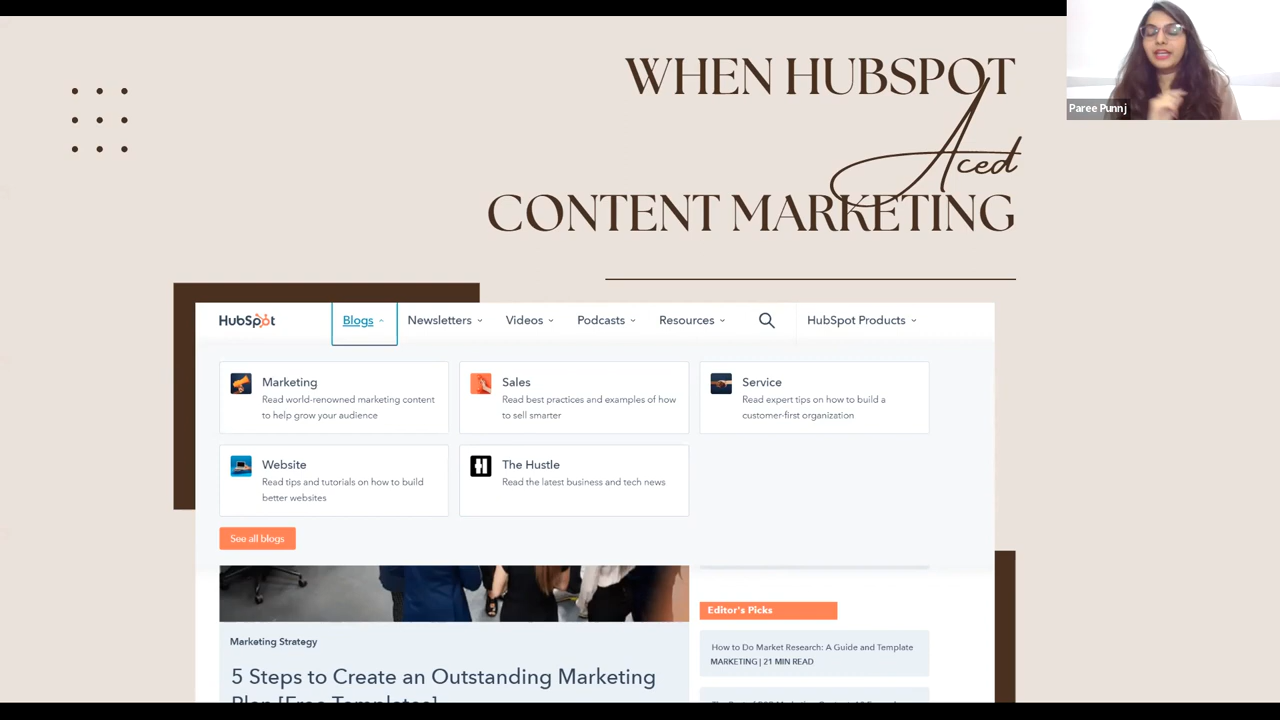 WHEN HUBSPOT
Aced
CONTENT MARKETING
Paree Punnj
HubSpot
Blogs
Newsletters
Videos
Podcasts
Resources
HubSpot Products
Marketing
Read world-renowned marketing content
to help grow your audience
Sales
Read best practices and examples of how
to sell smarter
Service
Read expert tips on how to build a
customer-first organization
Website
Read tips and tutorials on how to build
better websites
The Hustle
Read the latest business and tech news
See all blogs
Marketing Strategy
5 Steps to Create an Outstanding Marketing
Plan [Free Templates]
Editor's Picks
How to Do Market Research: A Guide and Template
MARKETING | 21 MIN READ